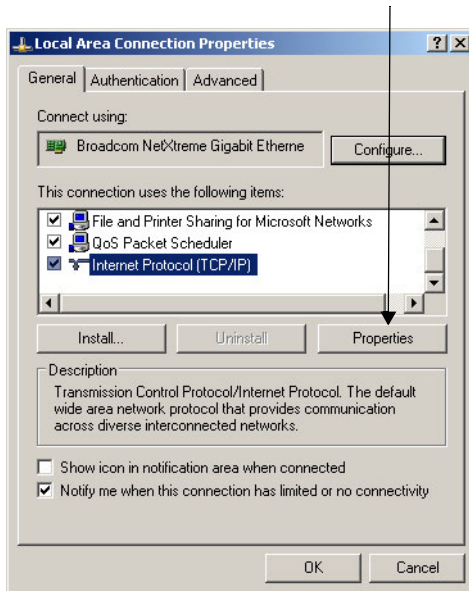 Local Area Connection Properties
General Authentication Advanced
Connect using:
Broadcom NetXtreme Gigabit Etherne Configure...
This connection uses the following items:
File and Printer Sharing for Microsoft Networks
QoS Packet Scheduler
Internet Protocol (TCP/IP)
Install... Uninstall Properties
Description
Transmission Control Protocol/Internet Protocol. The default
wide area network protocol that provides communication
across diverse interconnected networks.
Show icon in notification area when connected
Notify me when this connection has limited or no connectivity
OK Cancel